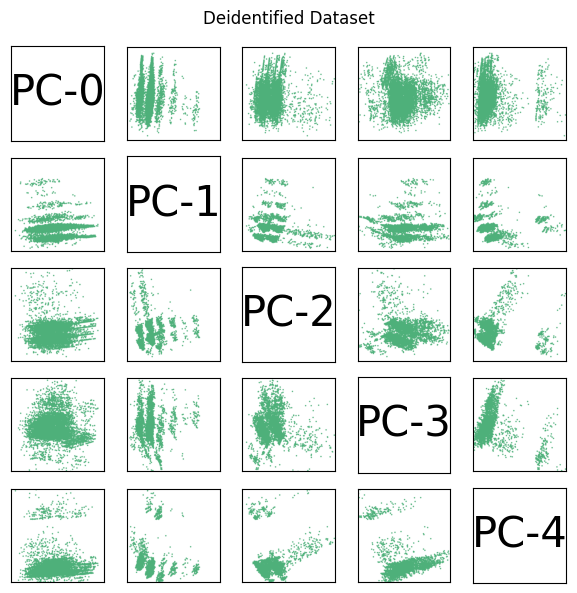 Deidentified Dataset
PC-0
PC-1
PC-2
PC-3
PC-4